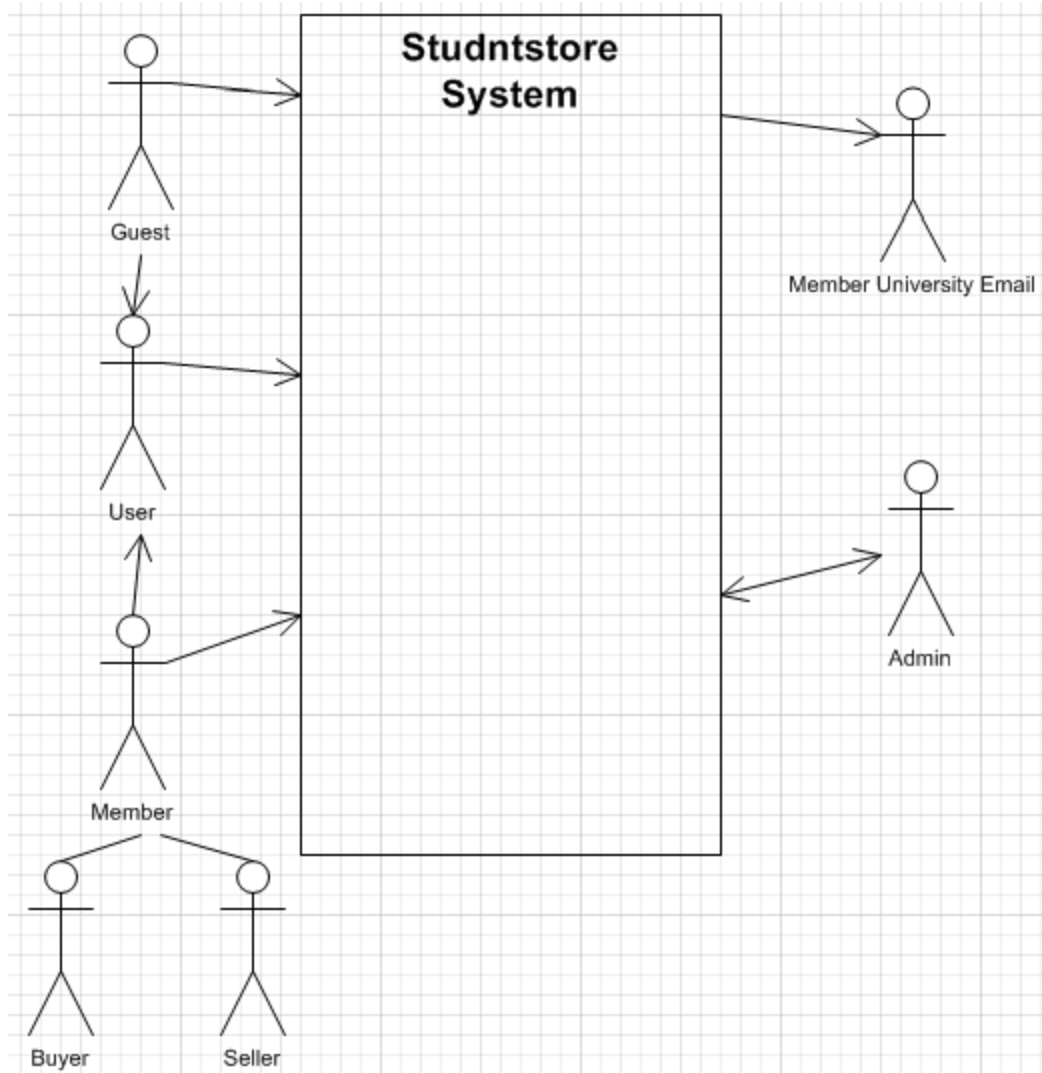 Studntstore
System
Guest
Member University Email
User
Admin
Member
Buyer
Seller